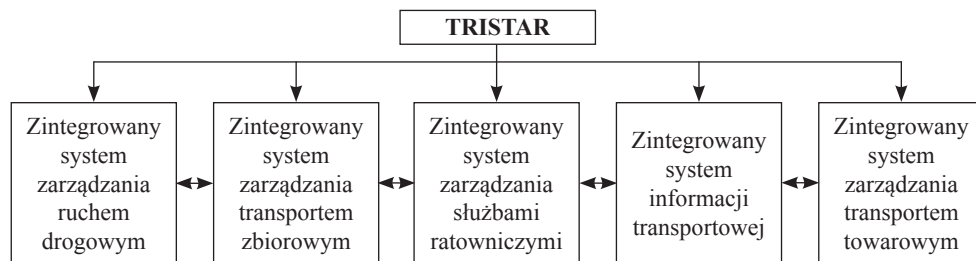 TRISTAR
Zintegrowany
system
zarządzania
ruchem
drogowym
Zintegrowany
system
zarządzania
transportem
zbiorowym
Zintegrowany
system
zarządzania
służbami
ratowniczymi
Zintegrowany
system
informacji
transportowej
Zintegrowany
system
zarządzania
transportem
towarowym